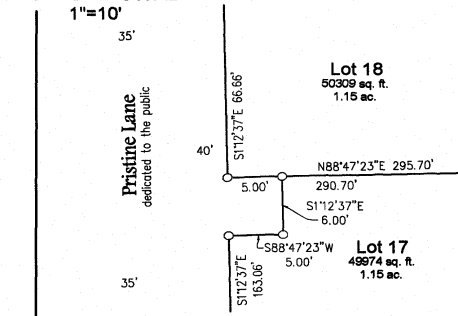 1"=10'
35'
Lot 18
50309 sq. ft.
1.15 ac.
S1°12'37"E 66.66'
Pristine Lane
dedicated to the public
40'
N88°47'23"E 295.70'
5.00'
290.70'
S1°12'37"E
6.00'
S88°47'23"W
5.00'
Lot 17
49974 sq. ft.
1.15 ac.
S1°12'37"E
163.06'
35'